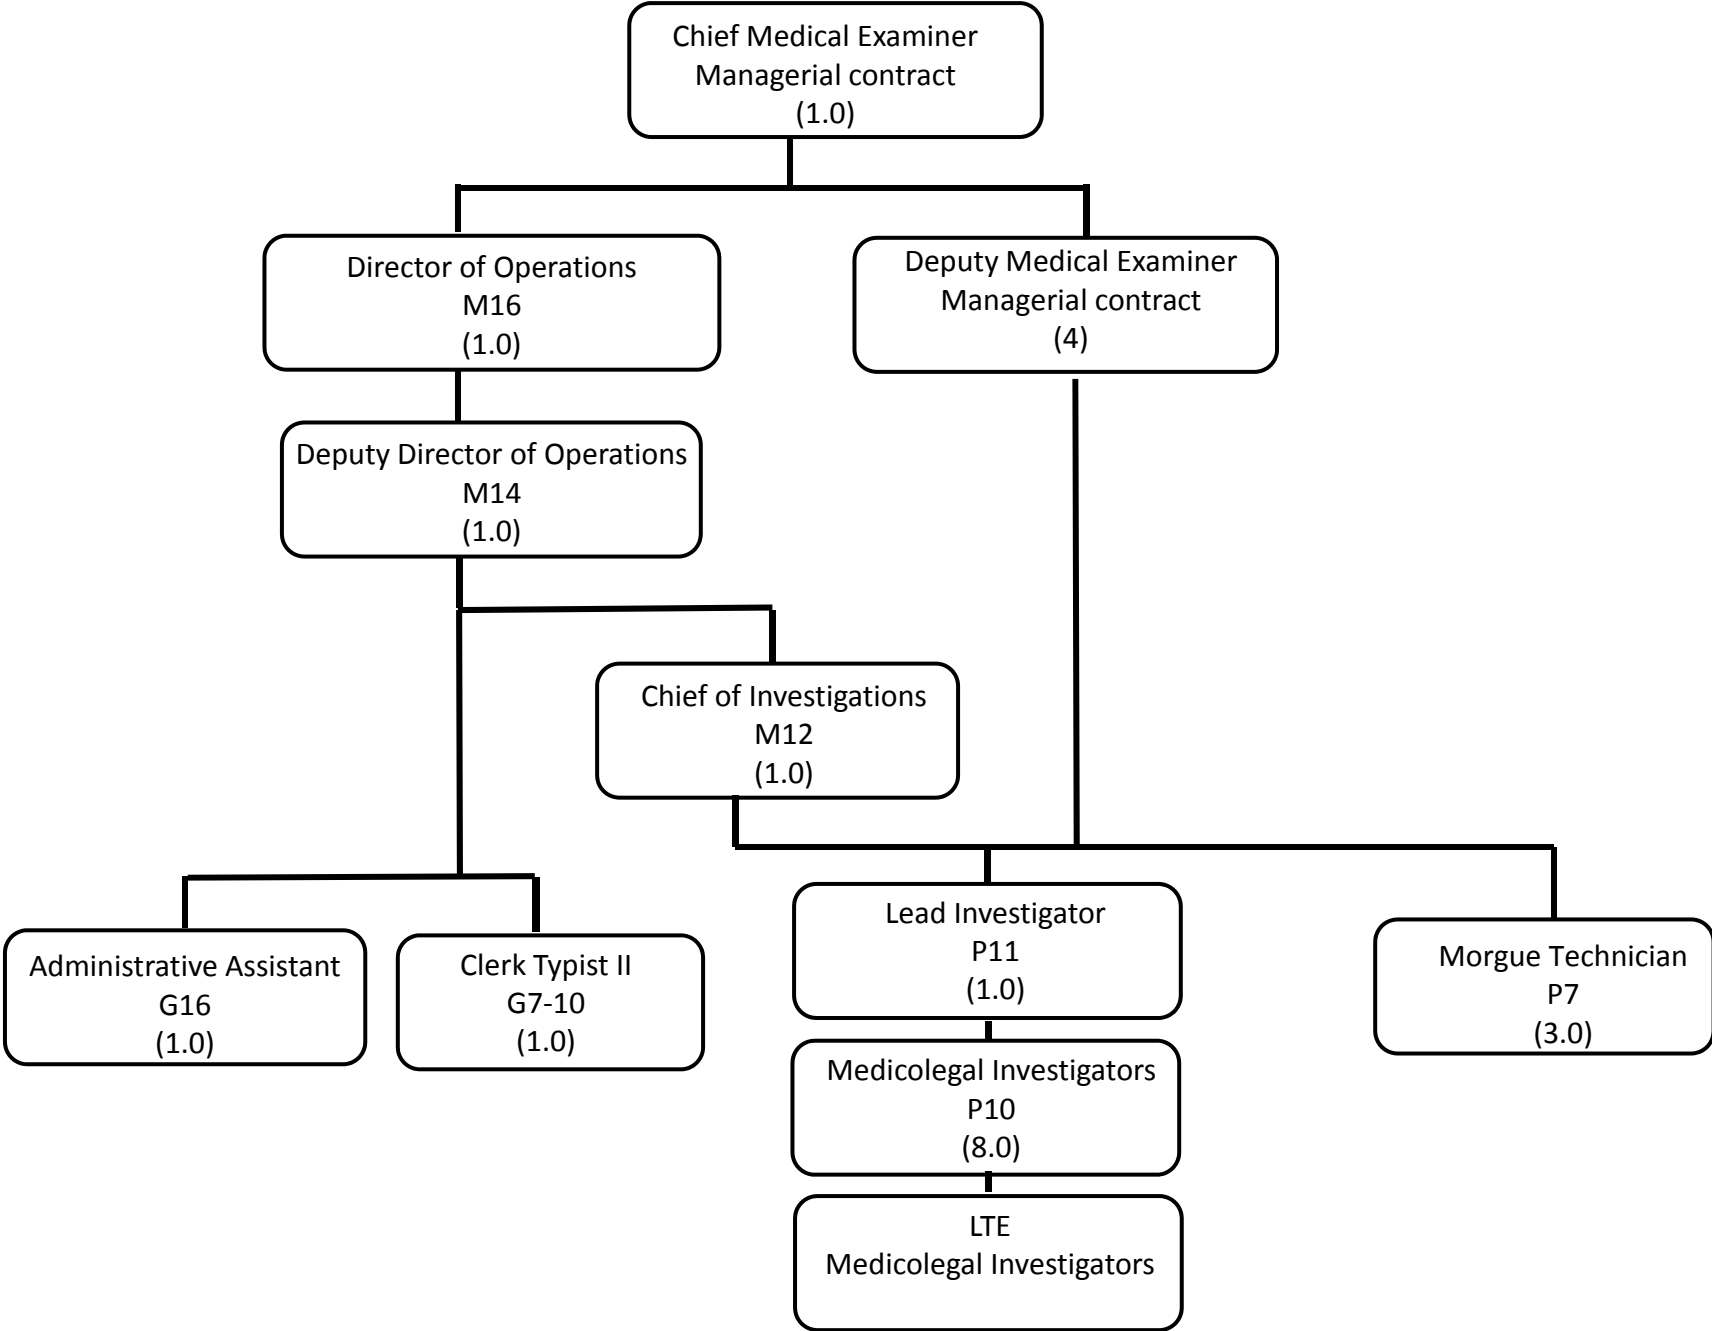 Chief Medical Examiner
Managerial contract
(1.0)
Director of Operations
M16
(1.0)
Deputy Medical Examiner
Managerial contract
(4)
Deputy Director of Operations
M14
(1.0)
Chief of Investigations
M12
(1.0)
Administrative Assistant
G16
(1.0)
Clerk Typist II
G7-10
(1.0)
Lead Investigator
P11
(1.0)
Morgue Technician
P7
(3.0)
Medicolegal Investigators
P10
(8.0)
LTE
Medicolegal Investigators